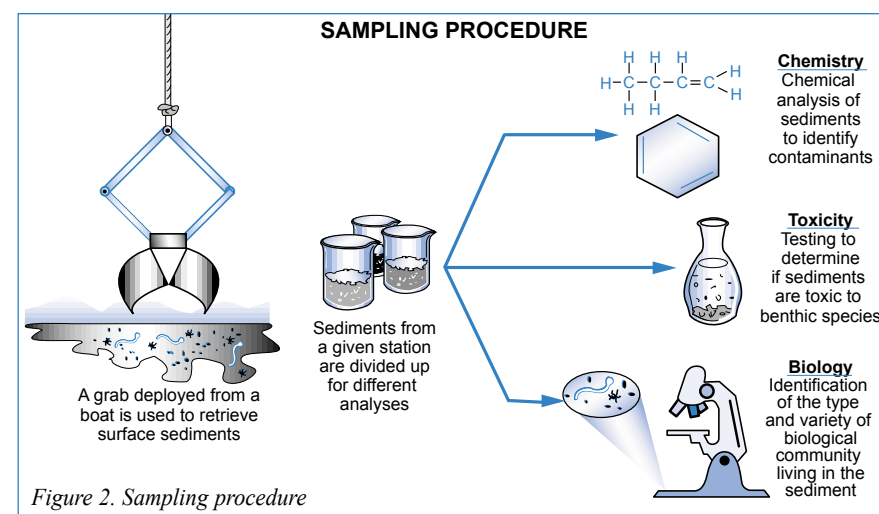 SAMPLING PROCEDURE
A grab deployed from a
boat is used to retrieve
surface sediments
Sediments from
a given station
are divided up
for different
analyses
H H H
H-C-C-C=C H
H H H
Chemistry
Chemical
analysis of
sediments
to identify
contaminants
Toxicity
Testing to
determine
if sediments
are toxic to
benthic species
Biology
Identification
of the type
and variety of
biological
community
living in the
sediment
Figure 2. Sampling procedure